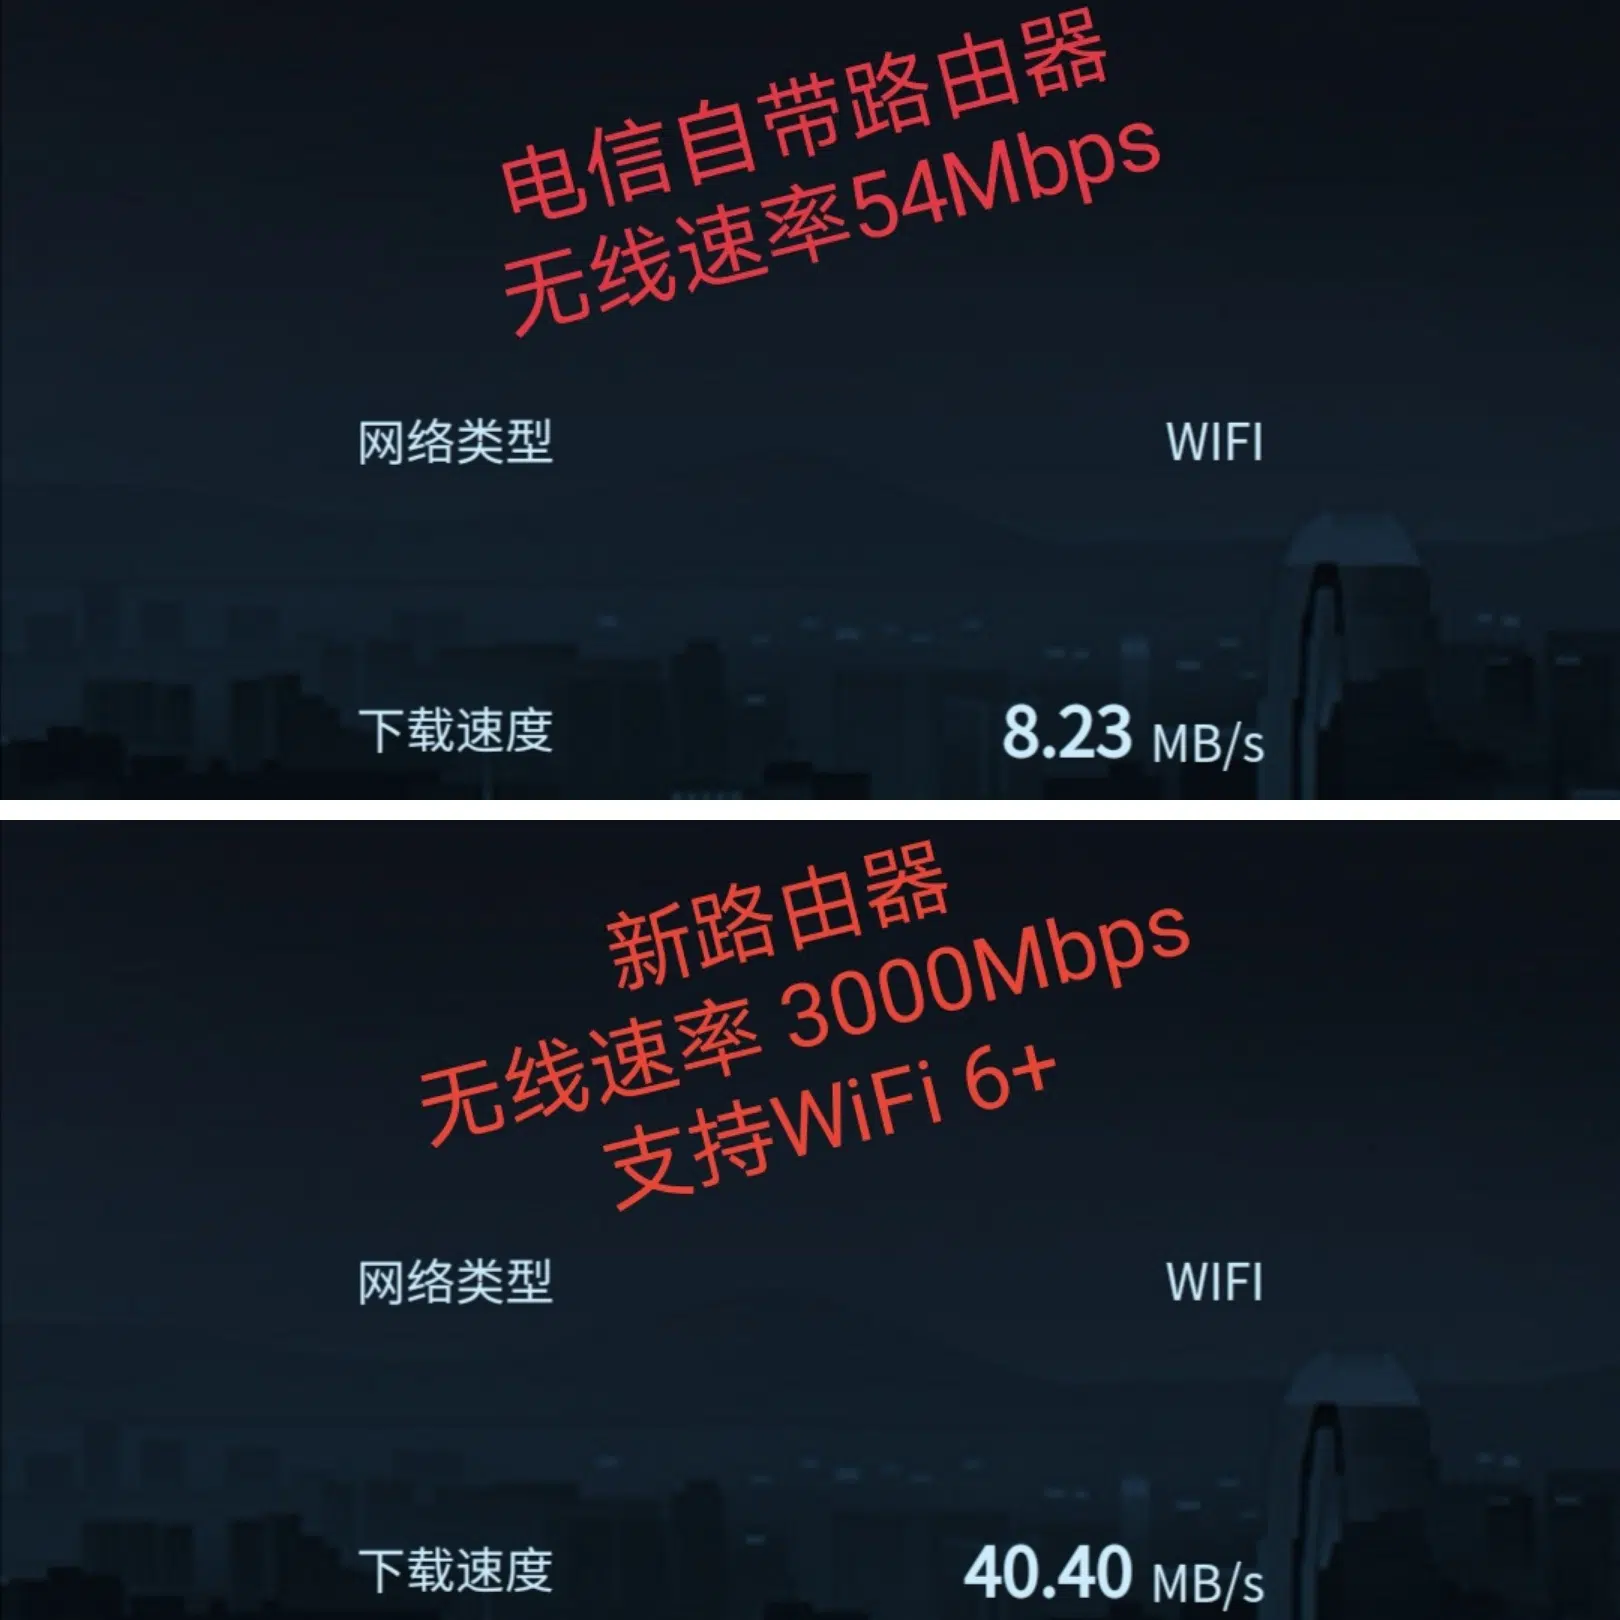 电信自带路由器
无线速率54Mbps
网络类型 WIFI
下载速度 8.23 MB/s
新路由器
无线速率 3000Mbps
支持WiFi 6+
网络类型 WIFI
下载速度 40.40 MB/s